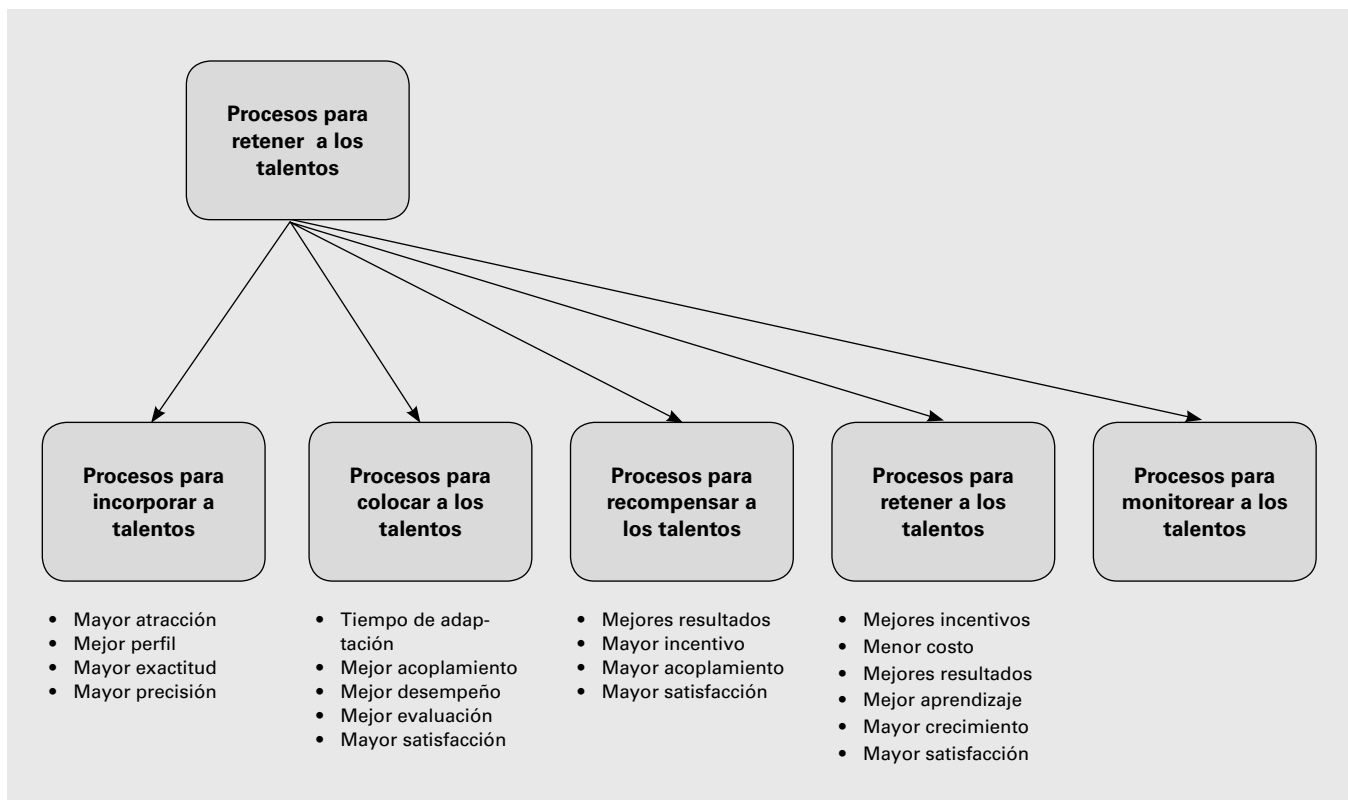 Procesos para
retener a los
talentos
Procesos para
incorporar a
talentos
Procesos para
colocar a los
talentos
Procesos para
recompensar a
los talentos
Procesos para
retener a los
talentos
Procesos para
monitorear a los
talentos
• Mayor atracción
• Mejor perfil
• Mayor exactitud
• Mayor precisión
• Tiempo de adap-
tación
• Mejor acoplamiento
• Mejor desempeño
• Mejor evaluación
• Mayor satisfacción
• Mejores resultados
• Mayor incentivo
• Mayor acoplamiento
• Mayor satisfacción
• Mejores incentivos
• Menor costo
• Mejores resultados
• Mejor aprendizaje
• Mayor crecimiento
• Mayor satisfacción